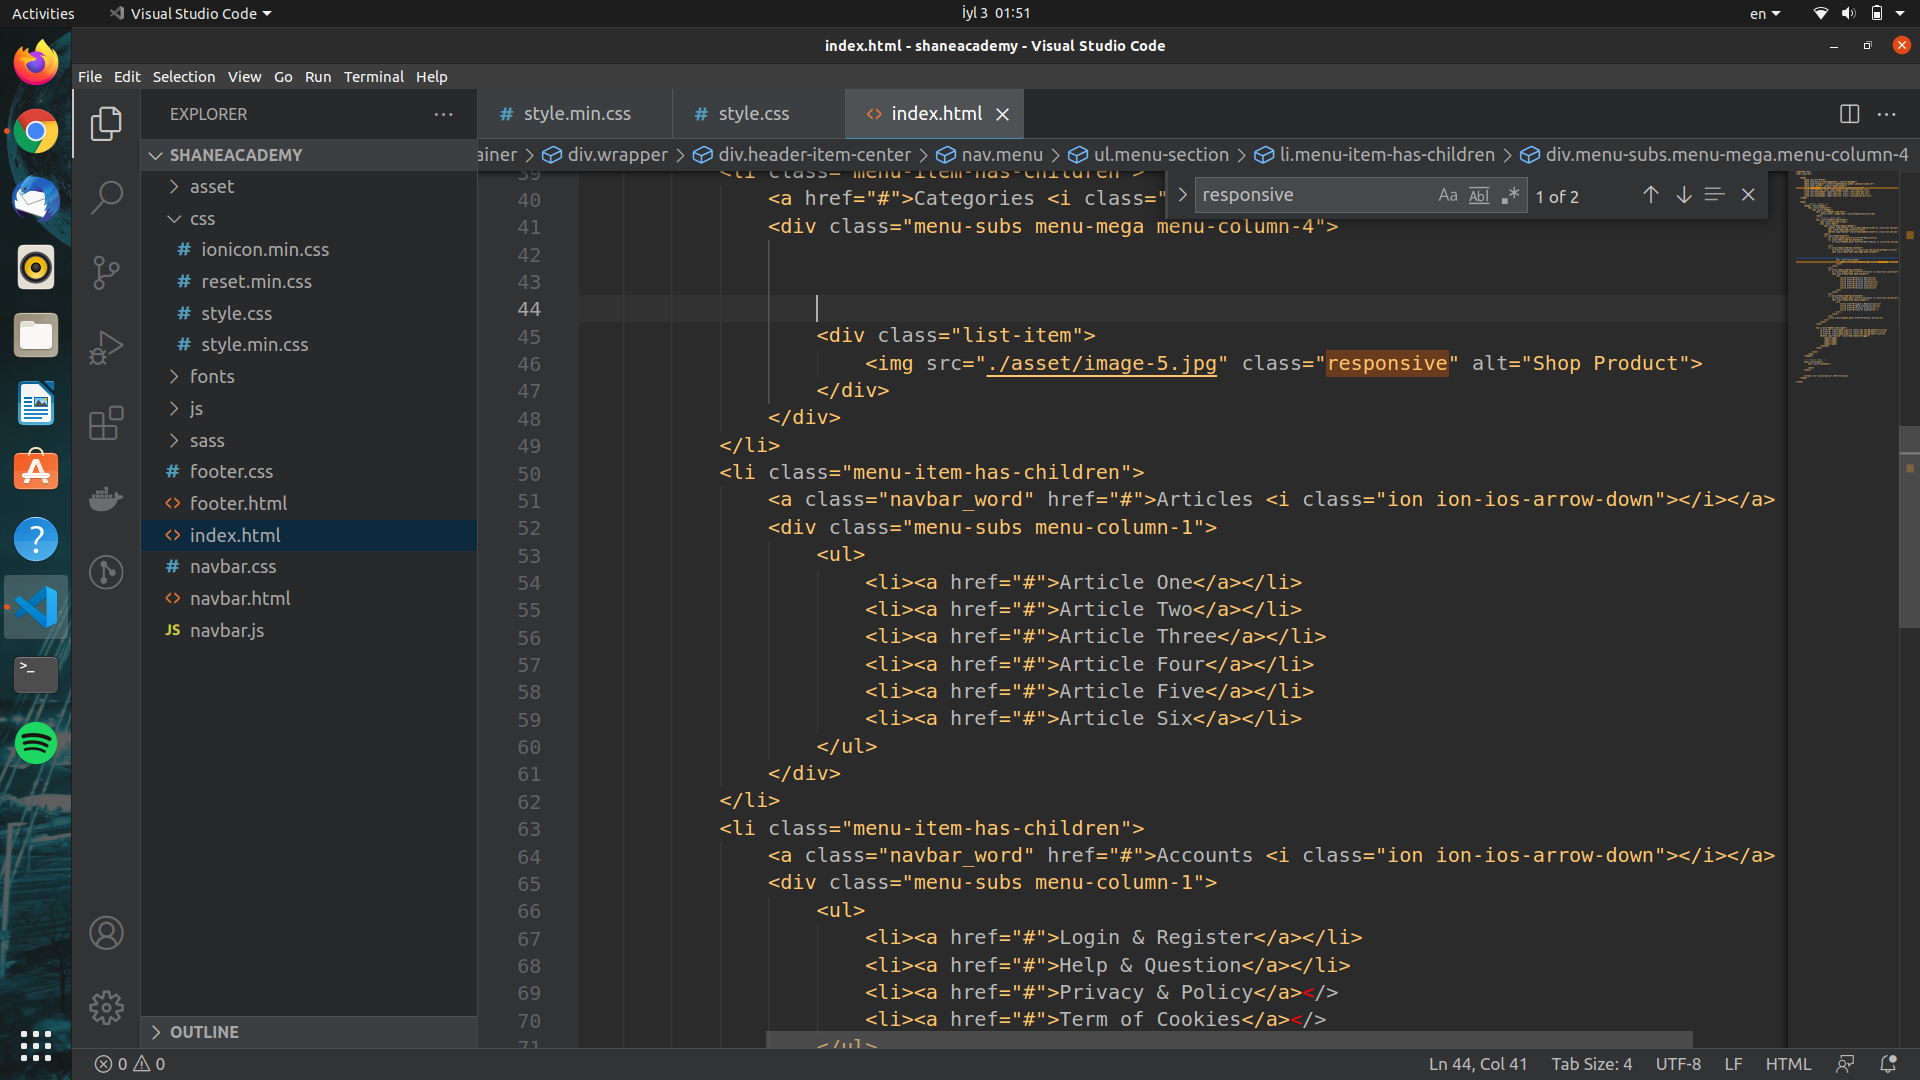 Activities
Visual Studio Code
İyl 3 01:51
en
index.html - shaneacademy - Visual Studio Code
File Edit Selection View Go Run Terminal Help
EXPLORER
SHANEACADEMY
asset
css
# ionicon.min.css
# reset.min.css
# style.css
# style.min.css
fonts
js
sass
# footer.css
<> footer.html
<> index.html
# navbar.css
<> navbar.html
JS navbar.js
OUTLINE
# style.min.css
# style.css
<> index.html
ainer > div.wrapper > div.header-item-center > nav.menu > ul.menu-section > li.menu-item-has-children > div.menu-subs.menu-mega.menu-column-4
responsive
Aa Abl .*
1 of 2
39 <li class="menu-item-has-children">
40 <a href="#">Categories <i class="
41 <div class="menu-subs menu-mega menu-column-4">
42
43
44
45 <div class="list-item">
46 <img src="./asset/image-5.jpg" class="responsive" alt="Shop Product">
47 </div>
48 </div>
49 </li>
50 <li class="menu-item-has-children">
51 <a class="navbar_word" href="#">Articles <i class="ion ion-ios-arrow-down"></i></a>
52 <div class="menu-subs menu-column-1">
53 <ul>
54 <li><a href="#">Article One</a></li>
55 <li><a href="#">Article Two</a></li>
56 <li><a href="#">Article Three</a></li>
57 <li><a href="#">Article Four</a></li>
58 <li><a href="#">Article Five</a></li>
59 <li><a href="#">Article Six</a></li>
60 </ul>
61 </div>
62 </li>
63 <li class="menu-item-has-children">
64 <a class="navbar_word" href="#">Accounts <i class="ion ion-ios-arrow-down"></i></a>
65 <div class="menu-subs menu-column-1">
66 <ul>
67 <li><a href="#">Login & Register</a></li>
68 <li><a href="#">Help & Question</a></li>
69 <li><a href="#">Privacy & Policy</a></>
70 <li><a href="#">Term of Cookies</a></>
71 </ul>
0 0
Ln 44, Col 41
Tab Size: 4
UTF-8
LF
HTML